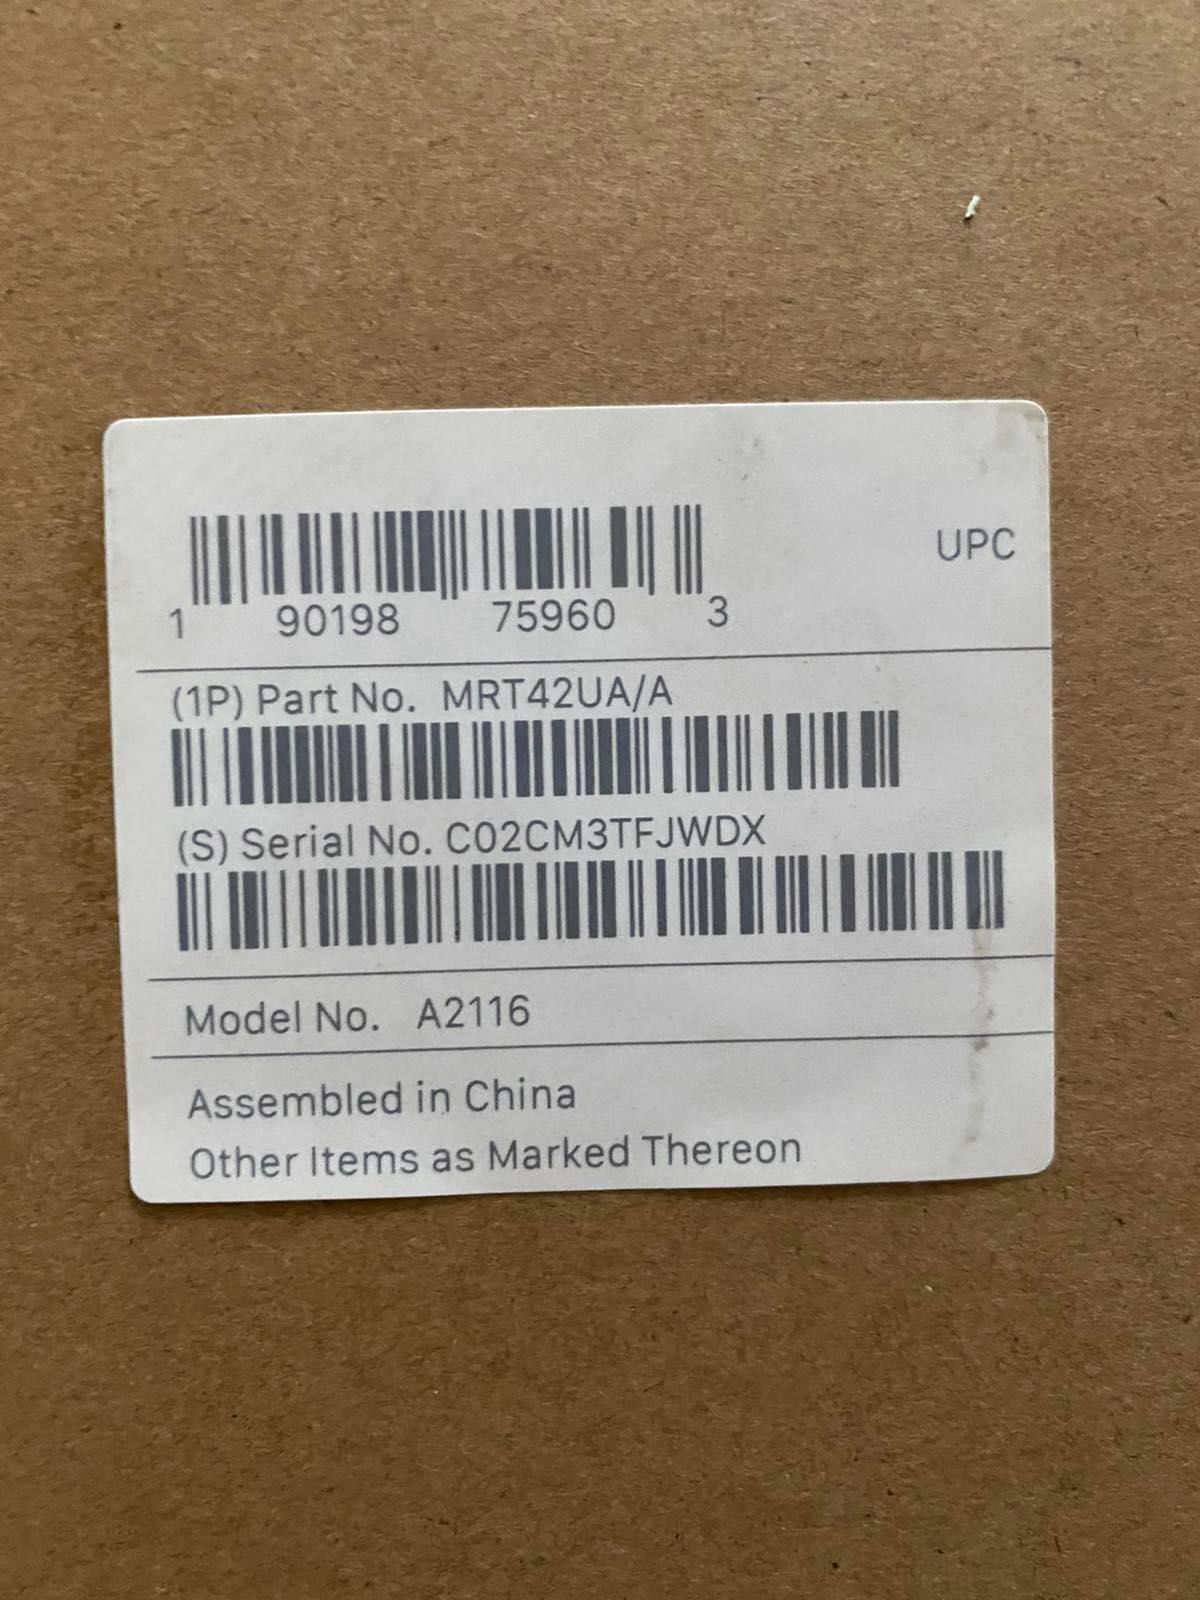 UPC
1 90198 75960 3
(1P) Part No. MRT42UA/A
(S) Serial No. C02CM3TFJWDX
Model No. A2116
Assembled in China
Other Items as Marked Thereon